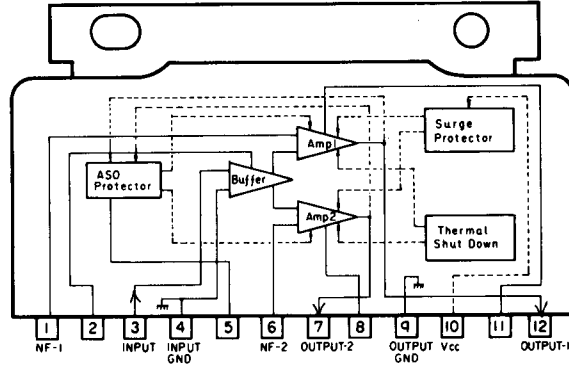 Amp1
Surge
Protector
ASO
Protector
Buffer
Amp2
Thermal
Shut Down
1 2 3 4 5 6 7 8 9 10 11 12
NF-1 INPUT INPUT GND NF-2 OUTPUT-2 OUTPUT GND Vcc OUTPUT-1